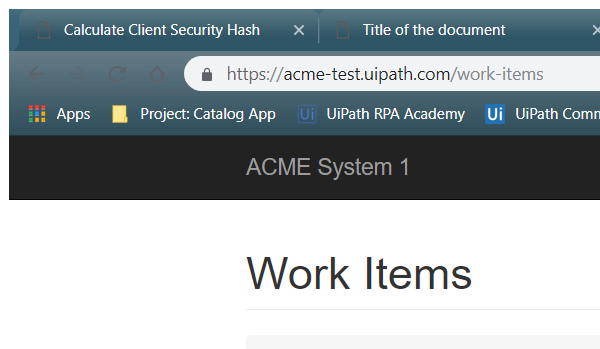 Calculate Client Security Hash Title of the document
https://acme-test.uipath.com/work-items
Apps Project: Catalog App Ui UiPath RPA Academy Ui UiPath Comm
ACME System 1
Work Items